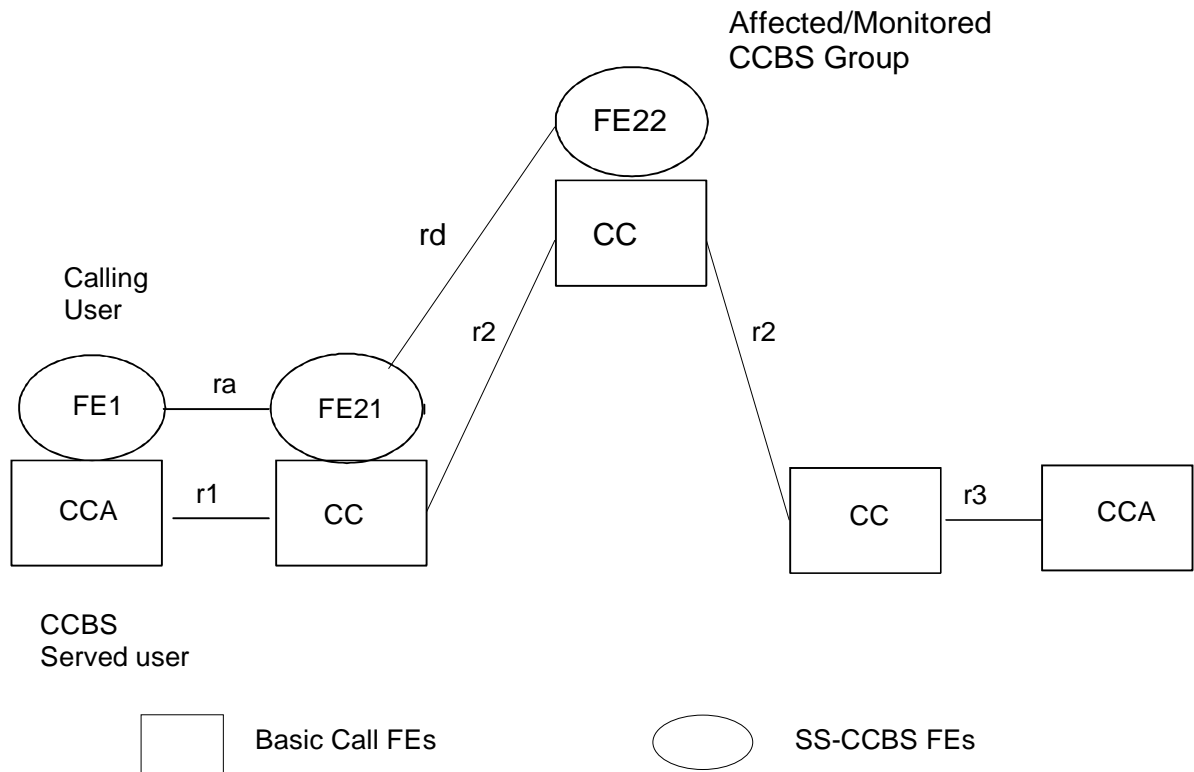 Affected/Monitored
CCBS Group
FE22
CC
rd
Calling
User
r2
r2
ra
FE1
FE21
r1
r3
CCA
CC
CC
CCA
CCBS
Served user
Basic Call FEs
SS-CCBS FEs